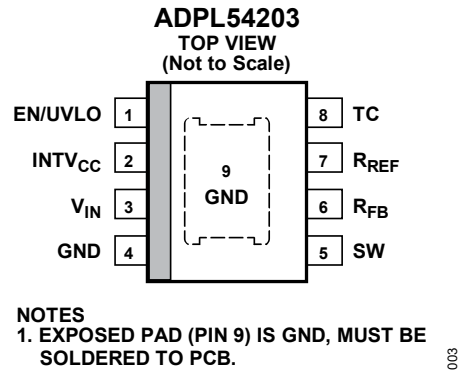 ADPL54203
TOP VIEW
(Not to Scale)
EN/UVLO 1
INTVCC 2
VIN 3
GND 4
9
GND
8 TC
7 RREF
6 RFB
5 SW
NOTES
1. EXPOSED PAD (PIN 9) IS GND, MUST BE
SOLDERED TO PCB.
003